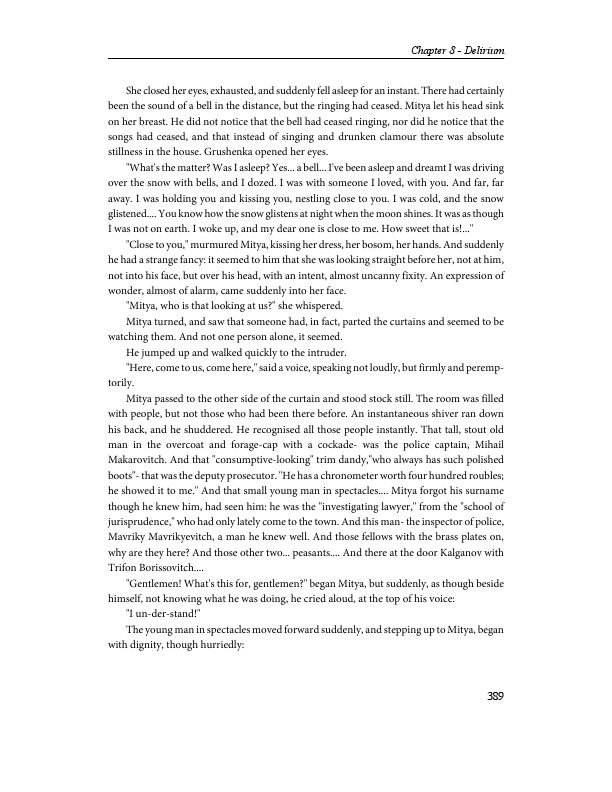 Chapter 8 - Delirium
She closed her eyes, exhausted, and suddenly fell asleep for an instant. There had certainly
been the sound of a bell in the distance, but the ringing had ceased. Mitya let his head sink
on her breast. He did not notice that the bell had ceased ringing, nor did he notice that the
songs had ceased, and that instead of singing and drunken clamour there was absolute
stillness in the house. Grushenka opened her eyes.
"What's the matter? Was I asleep? Yes... a bell... I've been asleep and dreamt I was driving
over the snow with bells, and I dozed. I was with someone I loved, with you. And far, far
away. I was holding you and kissing you, nestling close to you. I was cold, and the snow
glistened.... You know how the snow glistens at night when the moon shines. It was as though
I was not on earth. I woke up, and my dear one is close to me. How sweet that is!..."
"Close to you," murmured Mitya, kissing her dress, her bosom, her hands. And suddenly
he had a strange fancy: it seemed to him that she was looking straight before her, not at him,
not into his face, but over his head, with an intent, almost uncanny fixity. An expression of
wonder, almost of alarm, came suddenly into her face.
"Mitya, who is that looking at us?" she whispered.
Mitya turned, and saw that someone had, in fact, parted the curtains and seemed to be
watching them. And not one person alone, it seemed.
He jumped up and walked quickly to the intruder.
"Here, come to us, come here," said a voice, speaking not loudly, but firmly and peremp-
torily.
Mitya passed to the other side of the curtain and stood stock still. The room was filled
with people, but not those who had been there before. An instantaneous shiver ran down
his back, and he shuddered. He recognised all those people instantly. That tall, stout old
man in the overcoat and forage-cap with a cockade- was the police captain, Mihail
Makarovitch. And that "consumptive-looking" trim dandy,"who always has such polished
boots"- that was the deputy prosecutor. "He has a chronometer worth four hundred roubles;
he showed it to me." And that small young man in spectacles.... Mitya forgot his surname
though he knew him, had seen him: he was the "investigating lawyer," from the "school of
jurisprudence," who had only lately come to the town. And this man- the inspector of police,
Mavriky Mavrikyevitch, a man he knew well. And those fellows with the brass plates on,
why are they here? And those other two... peasants.... And there at the door Kalganov with
Trifon Borissovitch....
"Gentlemen! What's this for, gentlemen?" began Mitya, but suddenly, as though beside
himself, not knowing what he was doing, he cried aloud, at the top of his voice:
"I un-der-stand!"
The young man in spectacles moved forward suddenly, and stepping up to Mitya, began
with dignity, though hurriedly:
389